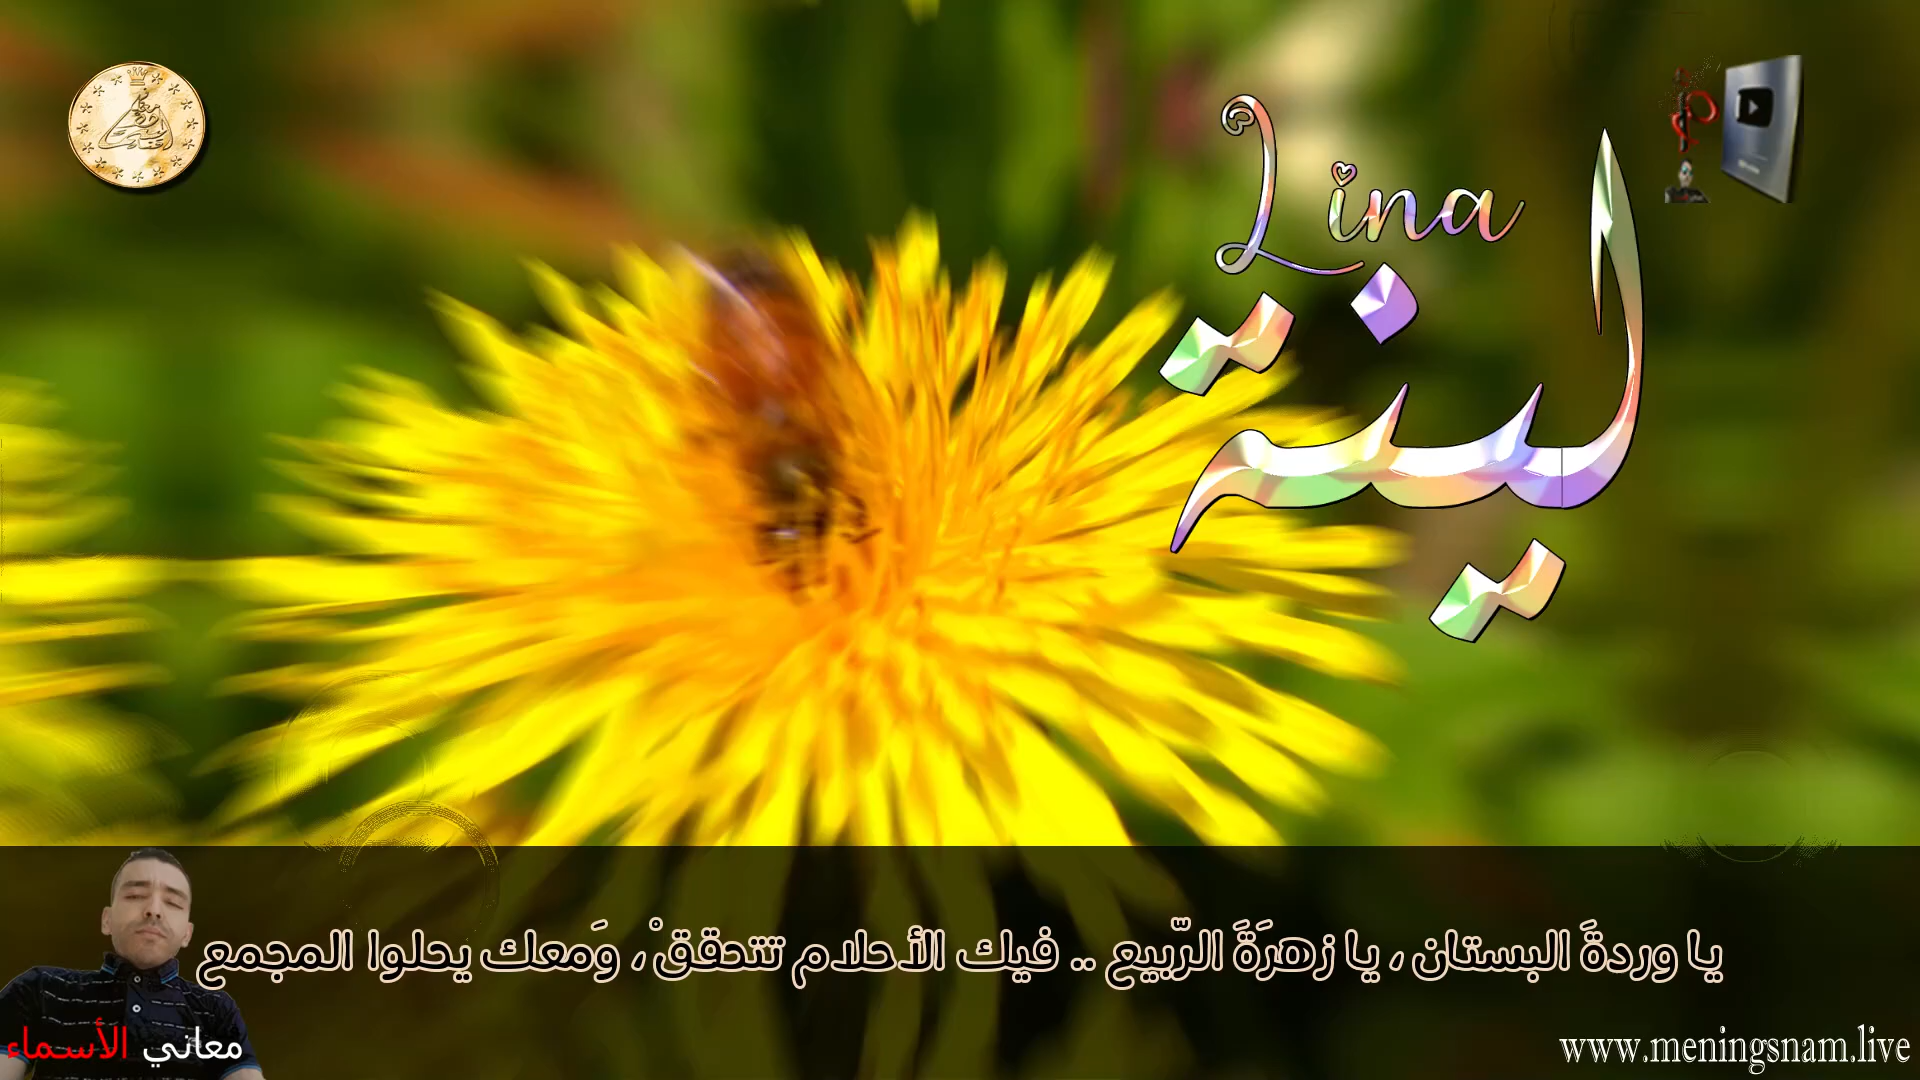 Lina
لينة
يا وردةَ البستان ، يا زهرَةَ الرّبيع .. فيك الأحلام تتحققْ ، وَمعك يحلوا المجمع
معاني الأسماء
www.meningsnam.live